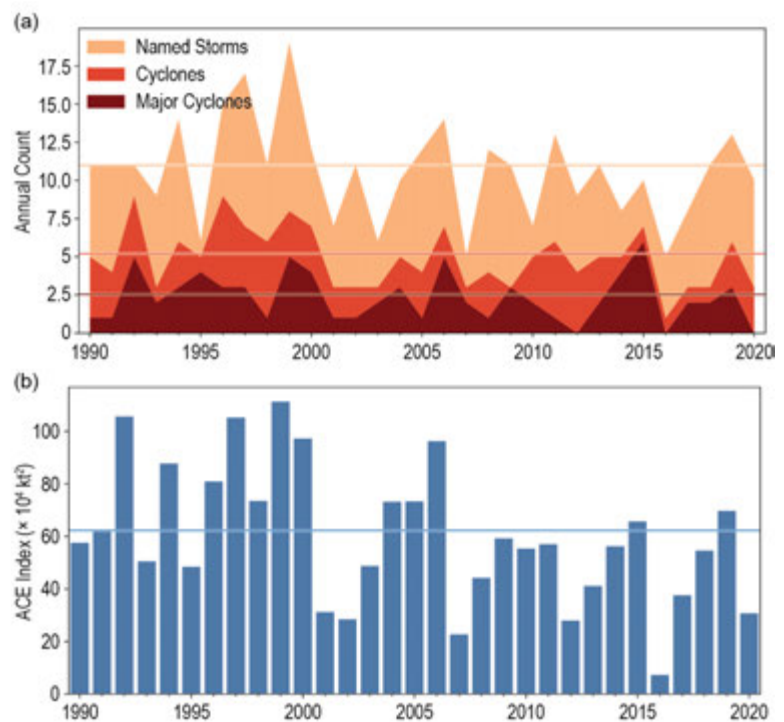 (a)
Named Storms
Cyclones
Major Cyclones
17.5
15.0
12.5
10.0
7.5
5
2.5
0
Annual Count
1990 1995 2000 2005 2010 2015 2020
(b)
100
80
60
40
20
0
ACE Index (× 10⁴ kt²)
1990 1995 2000 2005 2010 2015 2020